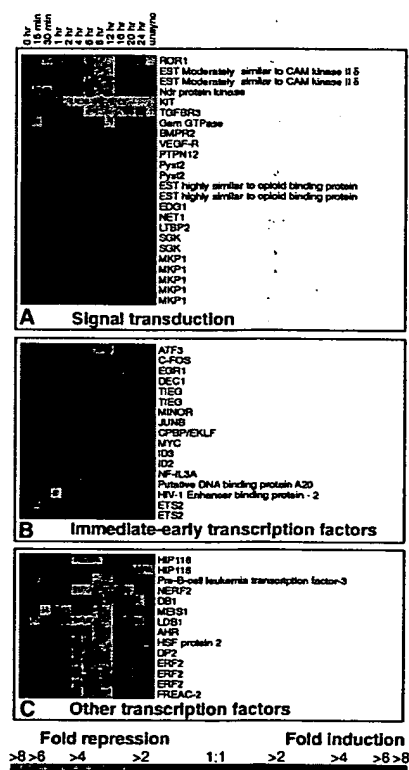 0 hr
15 min
30 min
1 hr
2 hr
4 hr
6 hr
8 hr
12 hr
16 hr
20 hr
24 hr
unsync
ROR1
EST Moderately similar to CAM kinase II δ
EST Moderately similar to CAM kinase II δ
Ndr protein kinase
KIT
TGFBR3
Gem GTPase
BMPR2
VEGF-R
PTPN12
Pyst2
Pyst2
EST highly similar to opioid binding protein
EST highly similar to opioid binding protein
EDG1
NET1
LTBP2
SGK
SGK
MKP1
MKP1
MKP1
MKP1
MKP1
A Signal transduction
ATF3
C-FOS
EGR1
DEC1
TIEG
TIEG
MINOR
JUNB
CPBP/EKLF
MYC
ID3
ID2
NF-IL3A
Putative DNA binding protein A20
HIV-1 Enhancer binding protein - 2
ETS2
ETS2
B Immediate-early transcription factors
HIP116
HIP116
Pre-B-cell leukemia transcription factor-3
NERF2
DB1
MEIS1
LDB1
AHR
HSF protein 2
DP2
ERF2
ERF2
ERF2
FREAC-2
C Other transcription factors
Fold repression Fold induction
>8 >6 >4 >2 1:1 >2 >4 >6 >8